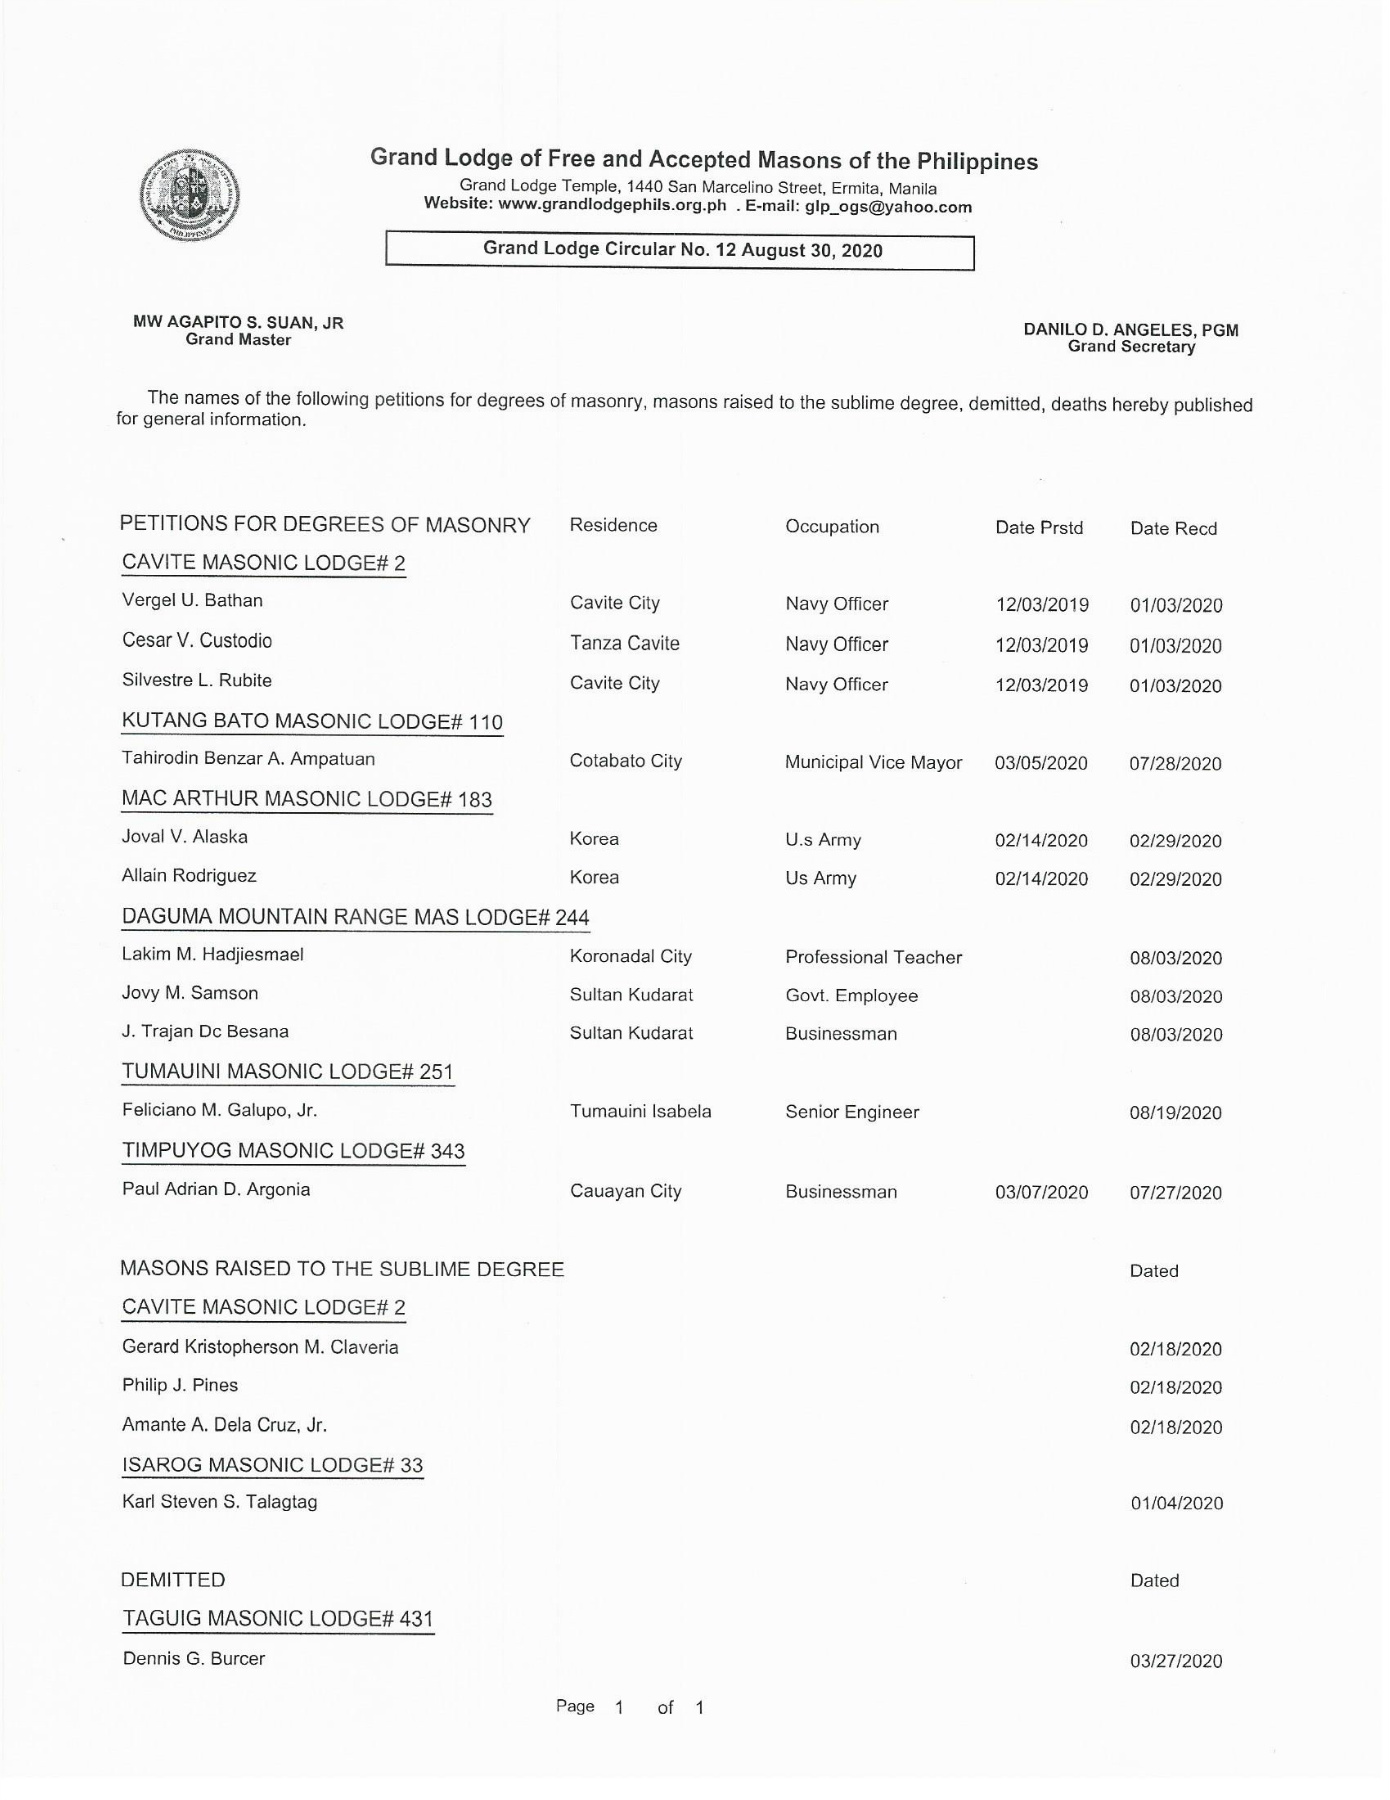 Grand Lodge of Free and Accepted Masons of the Philippines
Grand Lodge Temple, 1440 San Marcelino Street, Ermita, Manila
Website: www.grandlodgephils.org.ph . E-mail: glp_ogs@yahoo.com
Grand Lodge Circular No. 12 August 30, 2020
MW AGAPITO S. SUAN, JR
Grand Master
DANILO D. ANGELES, PGM
Grand Secretary
The names of the following petitions for degrees of masonry, masons raised to the sublime degree, demitted, deaths hereby published
for general information.
PETITIONS FOR DEGREES OF MASONRY Residence Occupation Date Prstd Date Recd
CAVITE MASONIC LODGE# 2
Vergel U. Bathan Cavite City Navy Officer 12/03/2019 01/03/2020
Cesar V. Custodio Tanza Cavite Navy Officer 12/03/2019 01/03/2020
Silvestre L. Rubite Cavite City Navy Officer 12/03/2019 01/03/2020
KUTANG BATO MASONIC LODGE# 110
Tahirodin Benzar A. Ampatuan Cotabato City Municipal Vice Mayor 03/05/2020 07/28/2020
MAC ARTHUR MASONIC LODGE# 183
Joval V. Alaska Korea U.s Army 02/14/2020 02/29/2020
Allain Rodriguez Korea Us Army 02/14/2020 02/29/2020
DAGUMA MOUNTAIN RANGE MAS LODGE# 244
Lakim M. Hadjiesmael Koronadal City Professional Teacher 08/03/2020
Jovy M. Samson Sultan Kudarat Govt. Employee 08/03/2020
J. Trajan Dc Besana Sultan Kudarat Businessman 08/03/2020
TUMAUINI MASONIC LODGE# 251
Feliciano M. Galupo, Jr. Tumauini Isabela Senior Engineer 08/19/2020
TIMPUYOG MASONIC LODGE# 343
Paul Adrian D. Argonia Cauayan City Businessman 03/07/2020 07/27/2020
MASONS RAISED TO THE SUBLIME DEGREE Dated
CAVITE MASONIC LODGE# 2
Gerard Kristopherson M. Claveria 02/18/2020
Philip J. Pines 02/18/2020
Amante A. Dela Cruz, Jr. 02/18/2020
ISAROG MASONIC LODGE# 33
Karl Steven S. Talagtag 01/04/2020
DEMITTED Dated
TAGUIG MASONIC LODGE# 431
Dennis G. Burcer 03/27/2020
Page 1 of 1